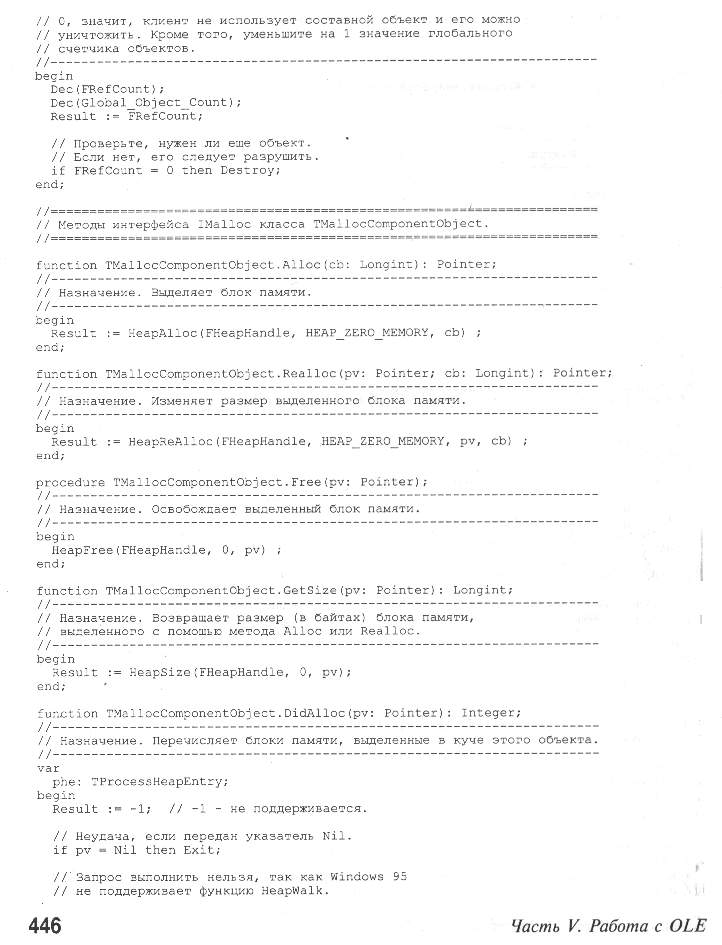 // 0, значит, клиент не использует составной объект и его можно
// уничтожить. Кроме того, уменьшите на 1 значение глобального
// счетчика объектов.
//-----------------------------------------------------------------------
begin
Dec(FRefCount);
Dec(Global_Object_Count);
Result := FRefCount;
// Проверьте, нужен ли еше объект.
// Если нет, его следует разрушить.
if FRefCount = 0 then Destroy;
end;
//=======================================================================
// Методы интерфейса IMalloc класса TMallocComponentObject.
//=======================================================================
function TMallocComponentObject.Alloc(cb: Longint): Pointer;
//-----------------------------------------------------------------------
// Назначение. Выделяет блок памяти.
//-----------------------------------------------------------------------
begin
Result := HeapAlloc(FHeapHandle, HEAP_ZERO_MEMORY, cb) ;
end;
function TMallocComponentObject.Realloc(pv: Pointer; cb: Longint): Pointer;
//-----------------------------------------------------------------------
// Назначение. Изменяет размер выделенного блока памяти.
//-----------------------------------------------------------------------
begin
Result := HeapReAlloc(FHeapHandle, HEAP_ZERO_MEMORY, pv, cb) ;
end;
procedure TMallocComponentObject.Free(pv: Pointer);
//-----------------------------------------------------------------------
// Назначение. Освобождает выделенный блок памяти.
//-----------------------------------------------------------------------
begin
HeapFree(FHeapHandle, 0, pv) ;
end;
function TMallocComponentObject.GetSize(pv: Pointer): Longint;
//-----------------------------------------------------------------------
// Назначение. Возвращает размер (в байтах) блока памяти,
// выделенного с помошью метода Alloc или Realloc.
//-----------------------------------------------------------------------
begin
Result := HeapSize(FHeapHandle, 0, pv);
end;
function TMallocComponentObject.DidAlloc(pv: Pointer): Integer;
//-----------------------------------------------------------------------
// Назначение. Перечисляет блоки памяти, выделенные в куче этого объекта.
//-----------------------------------------------------------------------
var
phe: TProcessHeapEntry;
begin
Result := -1; // -1 - не поддерживается.
// Неудача, если передан указатель Nil.
if pv = Nil then Exit;
// Запрос выполнить нельзя, так как Windows 95
// не поддерживает функцию HeapWalk.
446
Часть V. Работа с OLE